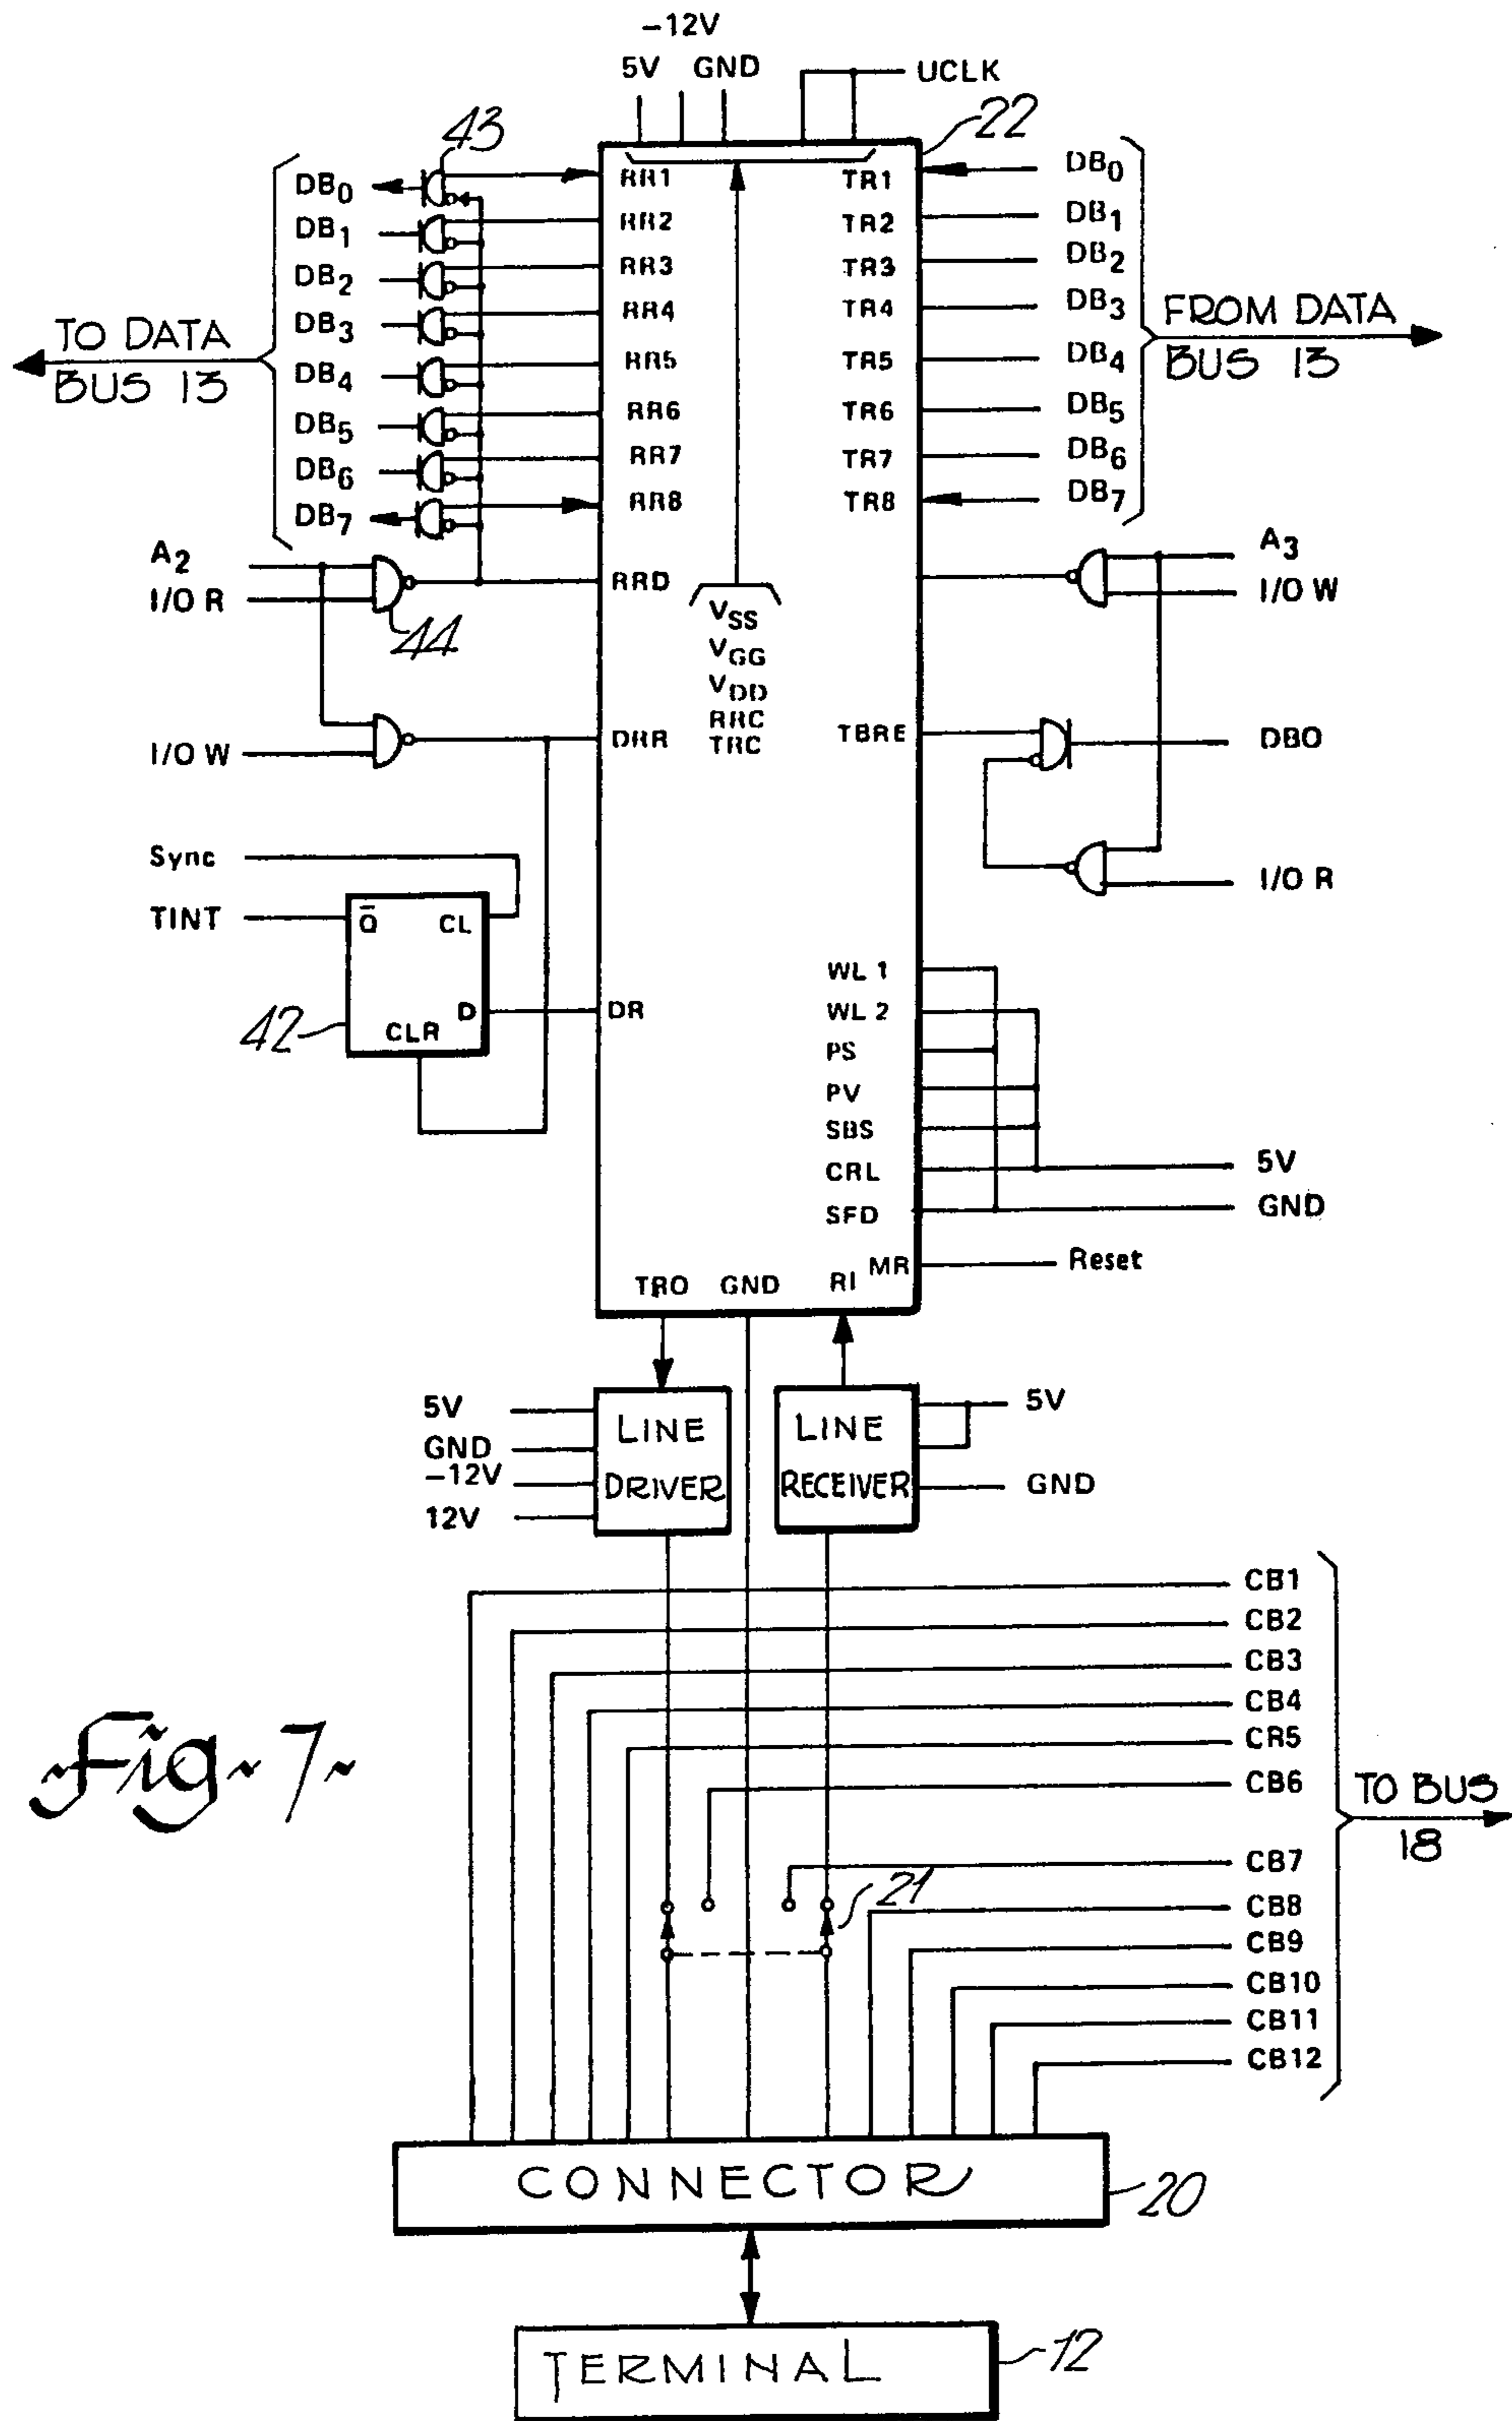 -12V
5V GND UCLK
43 22
DB0 RR1 TR1 DB0
DB1 RR2 TR2 DB1
DB2 RR3 TR3 DB2
DB3 RR4 TR4 DB3
DB4 RR5 TR5 DB4
DB5 RR6 TR6 DB5
DB6 RR7 TR7 DB6
DB7 RR8 TR8 DB7
TO DATA
BUS 13
FROM DATA
BUS 13
A2 A3
I/O R RRD I/O W
44
VSS
VGG
VDD
RRC
TRC
I/O W DRR TBRE DBO
Sync
TINT Q̄ CL I/O R
42 CLR D DR
WL 1
WL 2
PS
PV
SBS
CRL 5V
SFD GND
MR Reset
TRO GND RI
5V
GND
-12V
12V
LINE
DRIVER
LINE
RECEIVER
5V
GND
CB1
CB2
CB3
CB4
CR5
CB6
CB7
CB8
CB9
CB10
CB11
CB12
TO BUS
18
21
~Fig~7~
CONNECTOR 20
TERMINAL 12